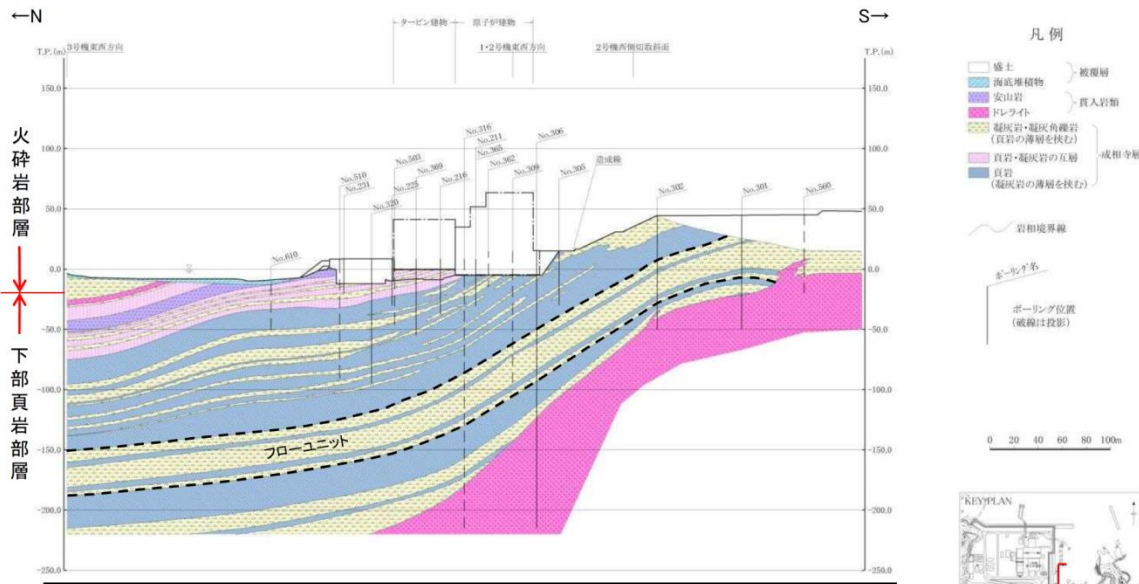 ←N
S→
タービン建物
原子炉建物
T.P.(m)
3号機東西方向
1・2号機東西方向
2号機西側切取斜面
T.P.(m)
150.0
150.0
100.0
100.0
50.0
50.0
0.0
0.0
-50.0
-50.0
-100.0
-100.0
-150.0
-150.0
-200.0
-200.0
-250.0
-250.0
火砕岩部層
下部頁岩部層
No.316
No.211
No.365
No.362
No.306
No.309
No.305
造成線
No.503
No.369
No.510
No.231
No.225
No.216
No.320
No.610
No.302
No.301
No.560
フローユニット
凡例
盛土
海底堆積物
被覆層
安山岩
ドレライト
貫入岩類
凝灰岩・凝灰角礫岩
(頁岩の薄層を挟む)
頁岩・凝灰岩の互層
頁岩
(凝灰岩の薄層を挟む)
成相寺層
岩相境界線
ボーリング名
ボーリング位置
(破線は投影)
0 20 40 60 80 100m
KEY PLAN